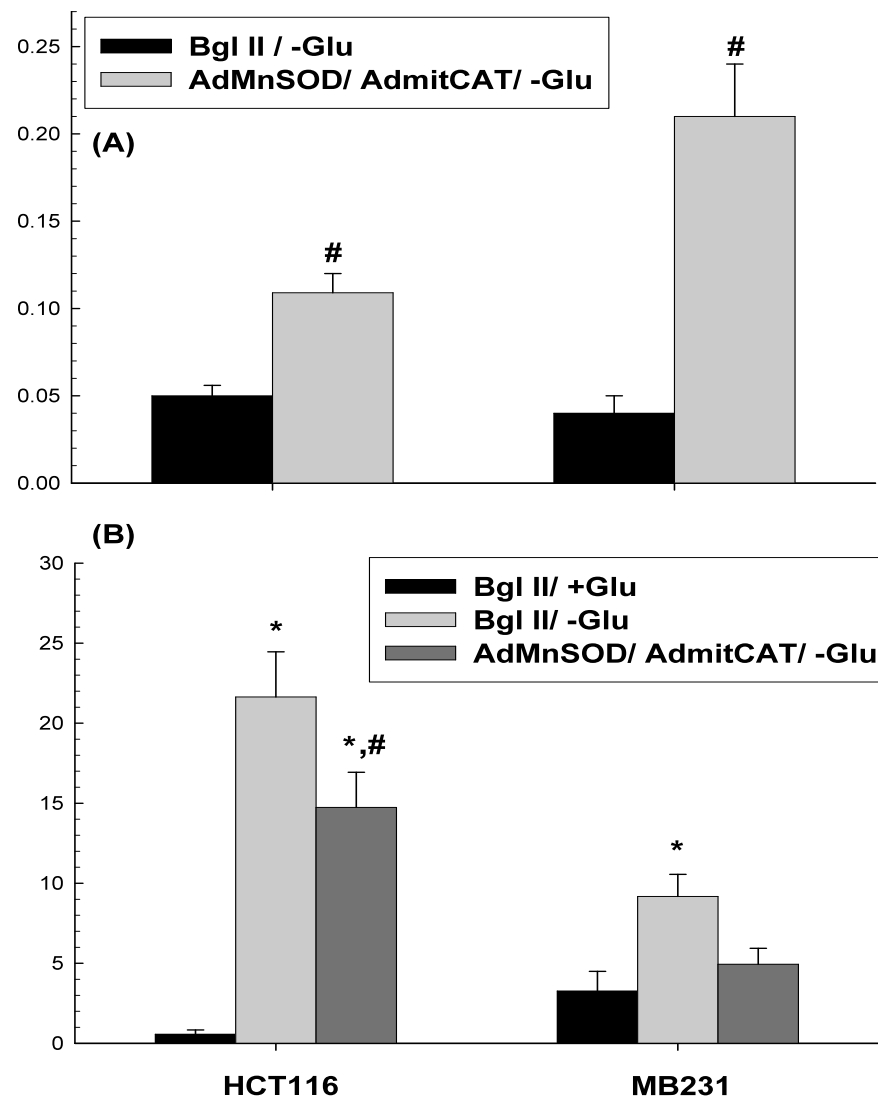 0.25
Bgl II / -Glu
#
AdMnSOD/ AdmitCAT/ -Glu
0.20
(A)
0.15
#
0.10
0.05
0.00
(B)
30
Bgl II/ +Glu
Bgl II/ -Glu
AdMnSOD/ AdmitCAT/ -Glu
25
*
20
*,#
15
*
10
5
0
HCT116 MB231